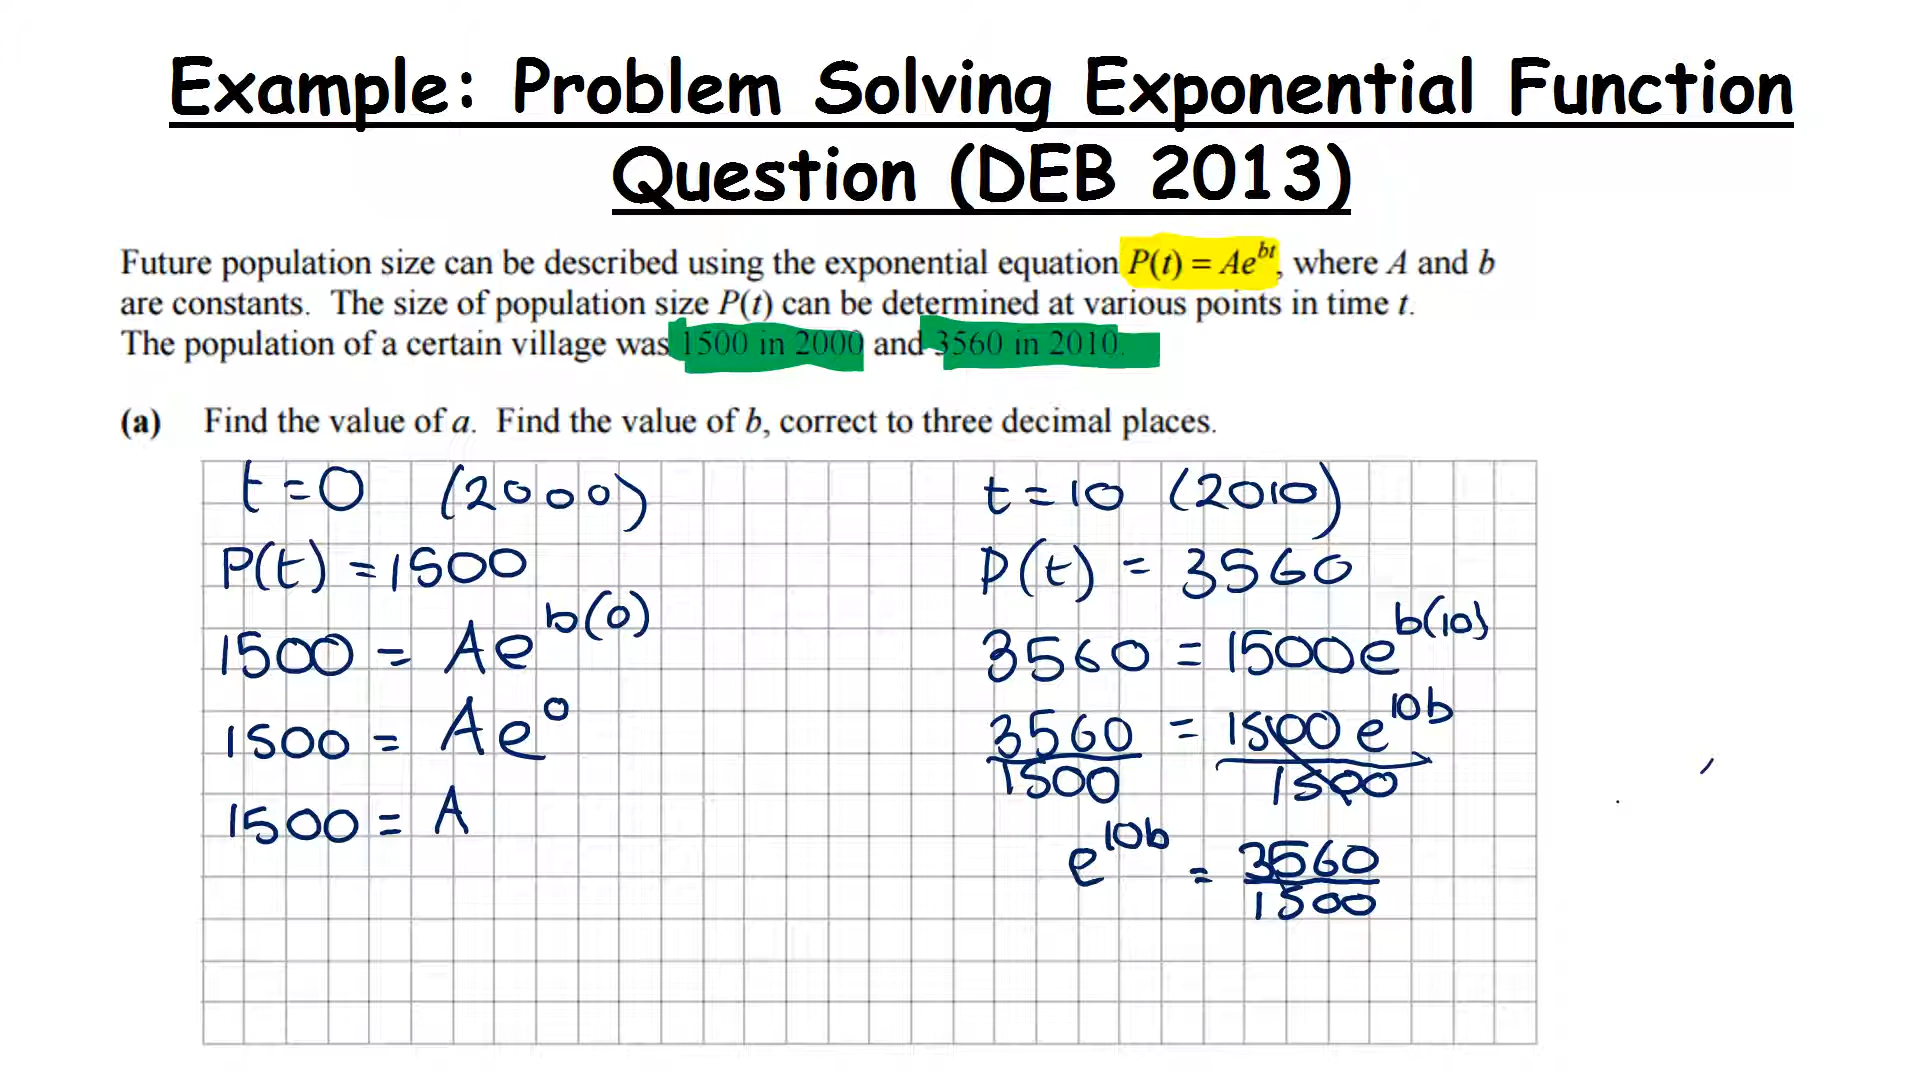 Example: Problem Solving Exponential Function
Question (DEB 2013)
Future population size can be described using the exponential equation P(t) = Ae^{bt}, where A and b
are constants. The size of population size P(t) can be determined at various points in time t.
The population of a certain village was 1500 in 2000 and 3560 in 2010.
(a) Find the value of a. Find the value of b, correct to three decimal places.
t=0 (2000)
P(t) = 1500
1500 = Ae^{b(0)}
1500 = Ae^0
1500 = A
t = 10 (2010)
P(t) = 3560
3560 = 1500e^{b(10)}
3560/1500 = 1500e^{10b}/1500
e^{10b} = 3560/1500